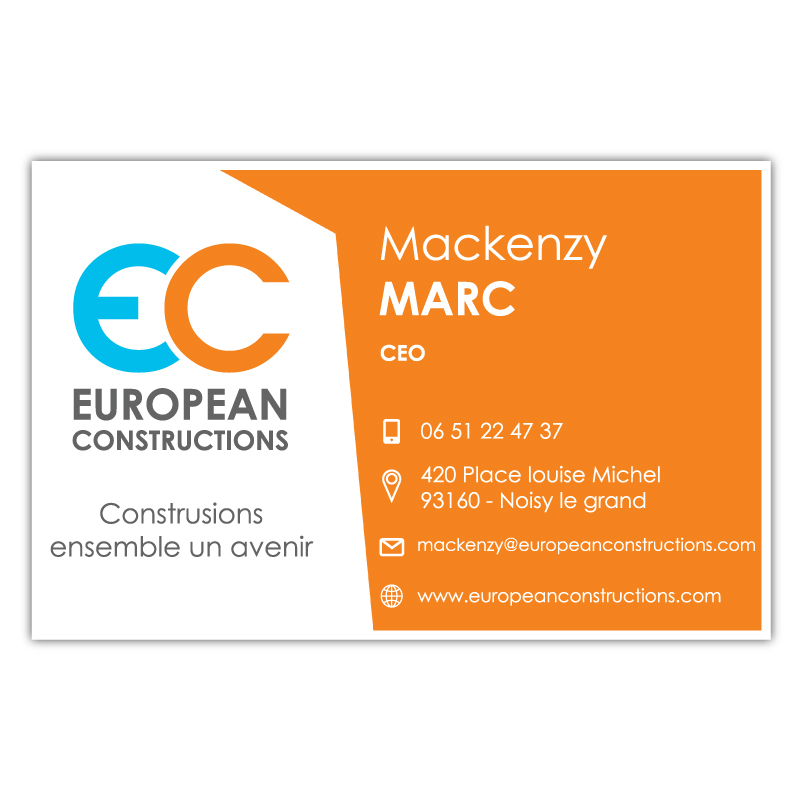 EC
EUROPEAN
CONSTRUCTIONS
Construsions
ensemble un avenir
Mackenzy
MARC
CEO
06 51 22 47 37
420 Place louise Michel
93160 - Noisy le grand
mackenzy@europeanconstructions.com
www.europeanconstructions.com